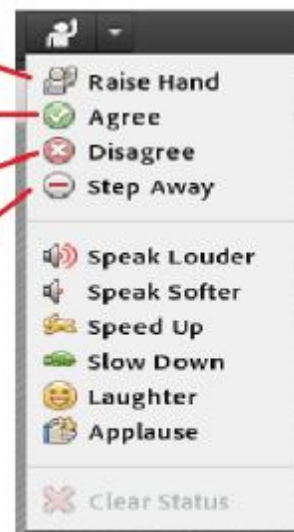 Raise Hand
Agree
Disagree
Step Away
Speak Louder
Speak Softer
Speed Up
Slow Down
Laughter
Applause
Clear Status